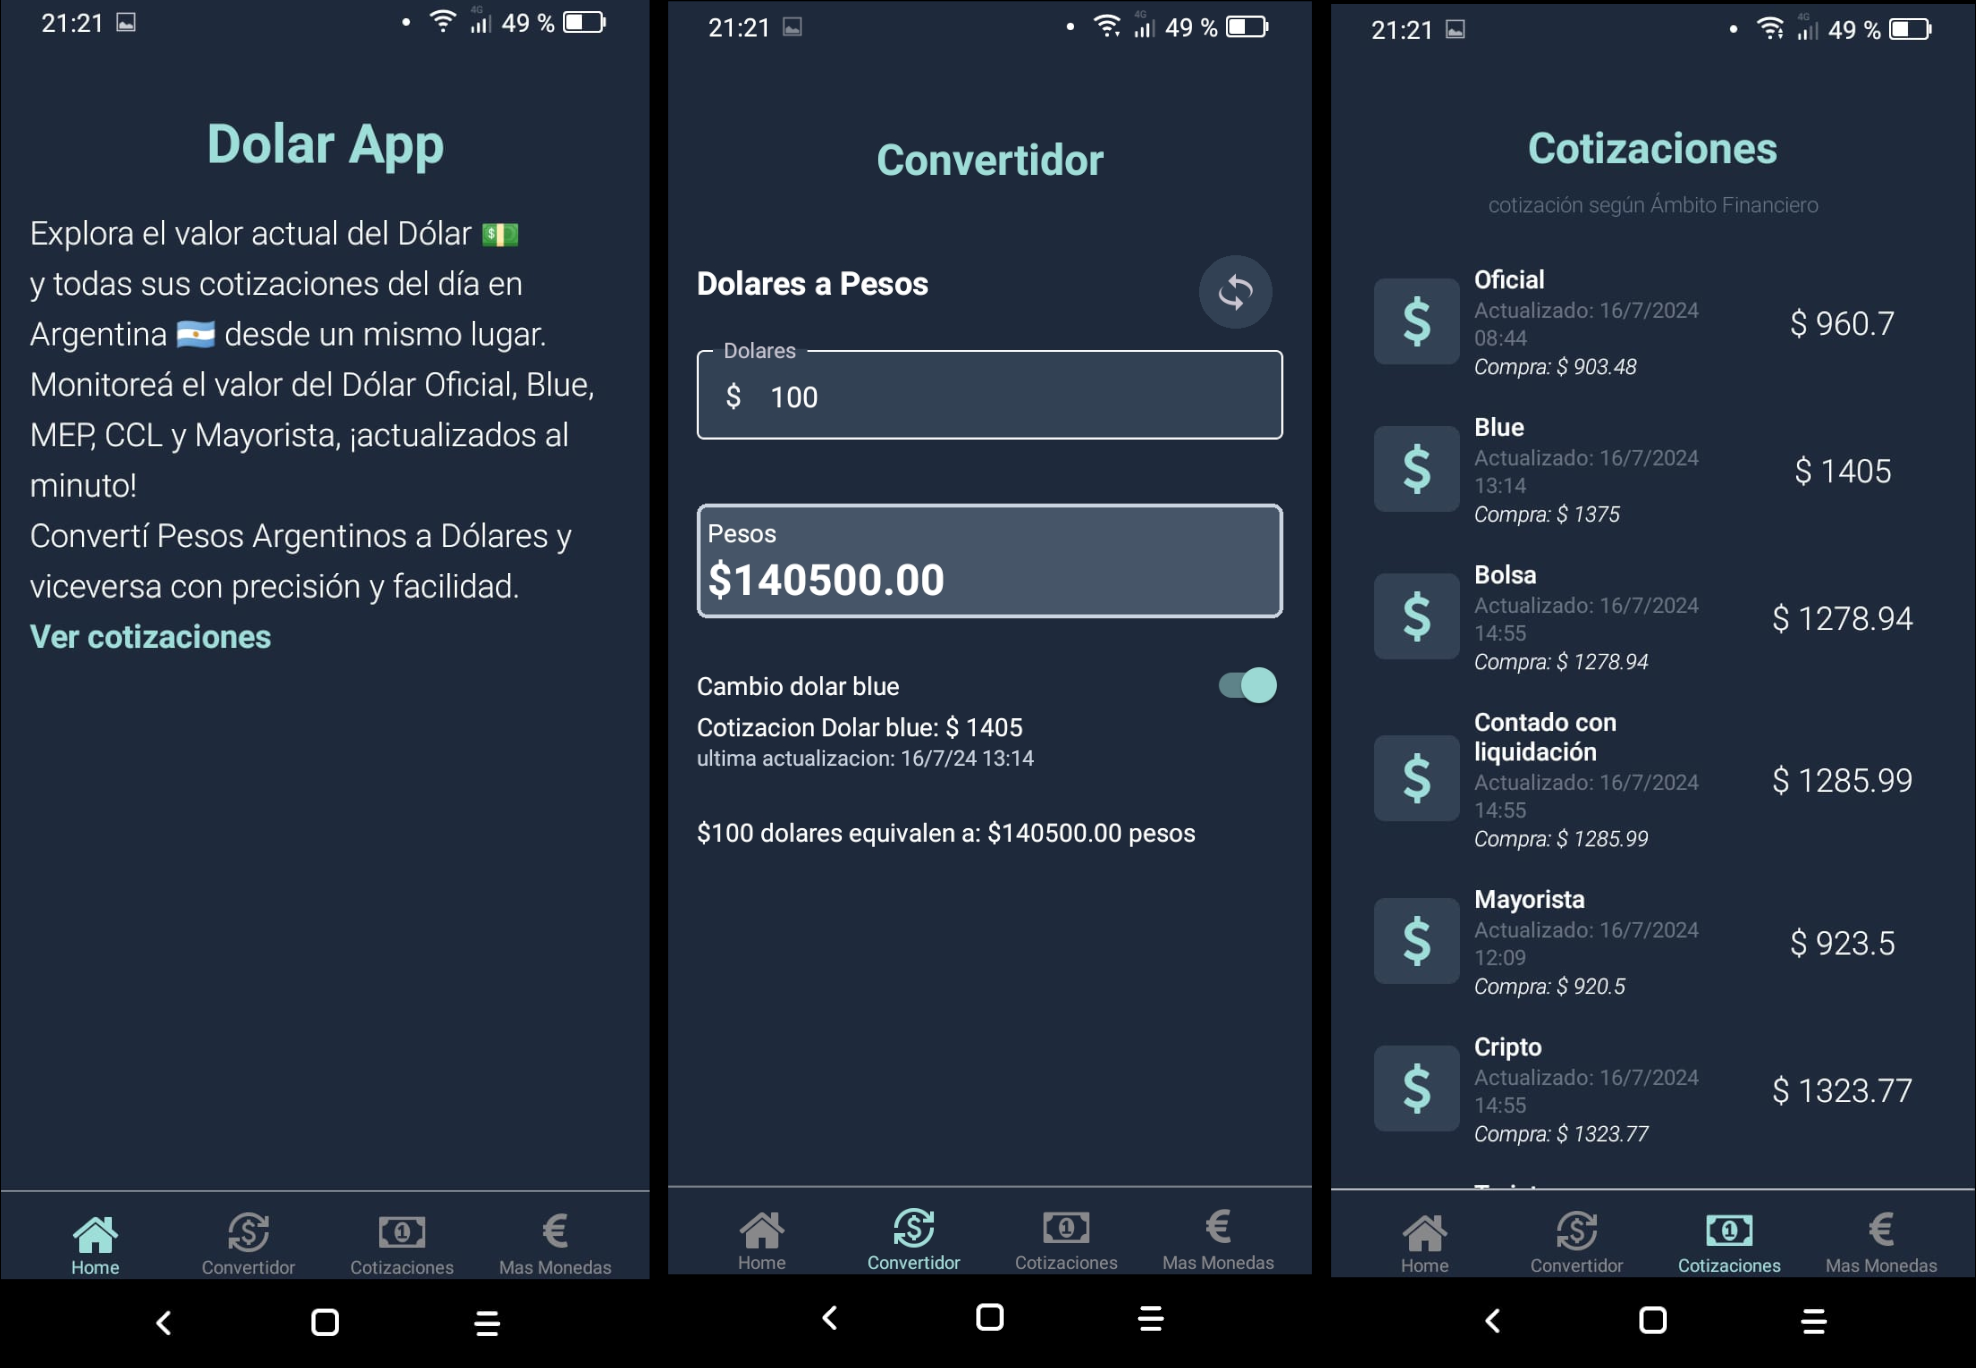 21:21
4G
49 %
Dolar App
Explora el valor actual del Dólar 💵
y todas sus cotizaciones del día en
Argentina 🇦🇷 desde un mismo lugar.
Monitoreá el valor del Dólar Oficial, Blue,
MEP, CCL y Mayorista, ¡actualizados al
minuto!
Convertí Pesos Argentinos a Dólares y
viceversa con precisión y facilidad.
Ver cotizaciones
Home
Convertidor
Cotizaciones
Mas Monedas
21:21
4G
49 %
Convertidor
Dolares a Pesos
Dolares
$ 100
Pesos
$140500.00
Cambio dolar blue
Cotizacion Dolar blue: $ 1405
ultima actualizacion: 16/7/24 13:14
$100 dolares equivalen a: $140500.00 pesos
Home
Convertidor
Cotizaciones
Mas Monedas
21:21
4G
49 %
Cotizaciones
cotización según Ámbito Financiero
Oficial
Actualizado: 16/7/2024
08:44
Compra: $ 903.48
$ 960.7
Blue
Actualizado: 16/7/2024
13:14
Compra: $ 1375
$ 1405
Bolsa
Actualizado: 16/7/2024
14:55
Compra: $ 1278.94
$ 1278.94
Contado con
liquidación
Actualizado: 16/7/2024
14:55
Compra: $ 1285.99
$ 1285.99
Mayorista
Actualizado: 16/7/2024
12:09
Compra: $ 920.5
$ 923.5
Cripto
Actualizado: 16/7/2024
14:55
Compra: $ 1323.77
$ 1323.77
Home
Convertidor
Cotizaciones
Mas Monedas